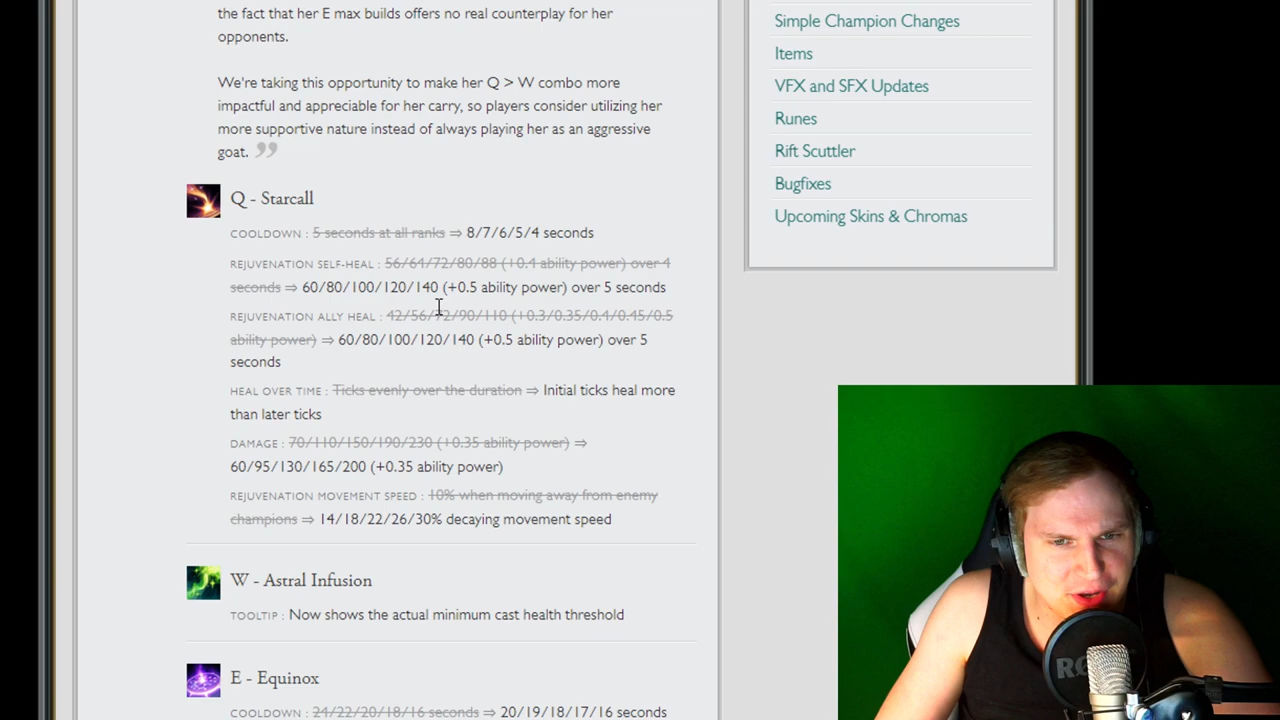 the fact that her E max builds offers no real counterplay for her
opponents.
We're taking this opportunity to make her Q > W combo more
impactful and appreciable for her carry, so players consider utilizing her
more supportive nature instead of always playing her as an aggressive
goat. ”
Q - Starcall
COOLDOWN : 5 seconds at all ranks ⇒ 8/7/6/5/4 seconds
REJUVENATION SELF-HEAL : 56/64/72/80/88 (+0.4 ability power) over 4
seconds ⇒ 60/80/100/120/140 (+0.5 ability power) over 5 seconds
REJUVENATION ALLY HEAL : 42/56/72/90/110 (+0.3/0.35/0.4/0.45/0.5
ability power) ⇒ 60/80/100/120/140 (+0.5 ability power) over 5
seconds
HEAL OVER TIME : Ticks evenly over the duration ⇒ Initial ticks heal more
than later ticks
DAMAGE : 70/110/150/190/230 (+0.35 ability power) ⇒
60/95/130/165/200 (+0.35 ability power)
REJUVENATION MOVEMENT SPEED : 10% when moving away from enemy
champions ⇒ 14/18/22/26/30% decaying movement speed
W - Astral Infusion
TOOLTIP : Now shows the actual minimum cast health threshold
E - Equinox
COOLDOWN : 24/22/20/18/16 seconds ⇒ 20/19/18/17/16 seconds
Simple Champion Changes
Items
VFX and SFX Updates
Runes
Rift Scuttler
Bugfixes
Upcoming Skins & Chromas